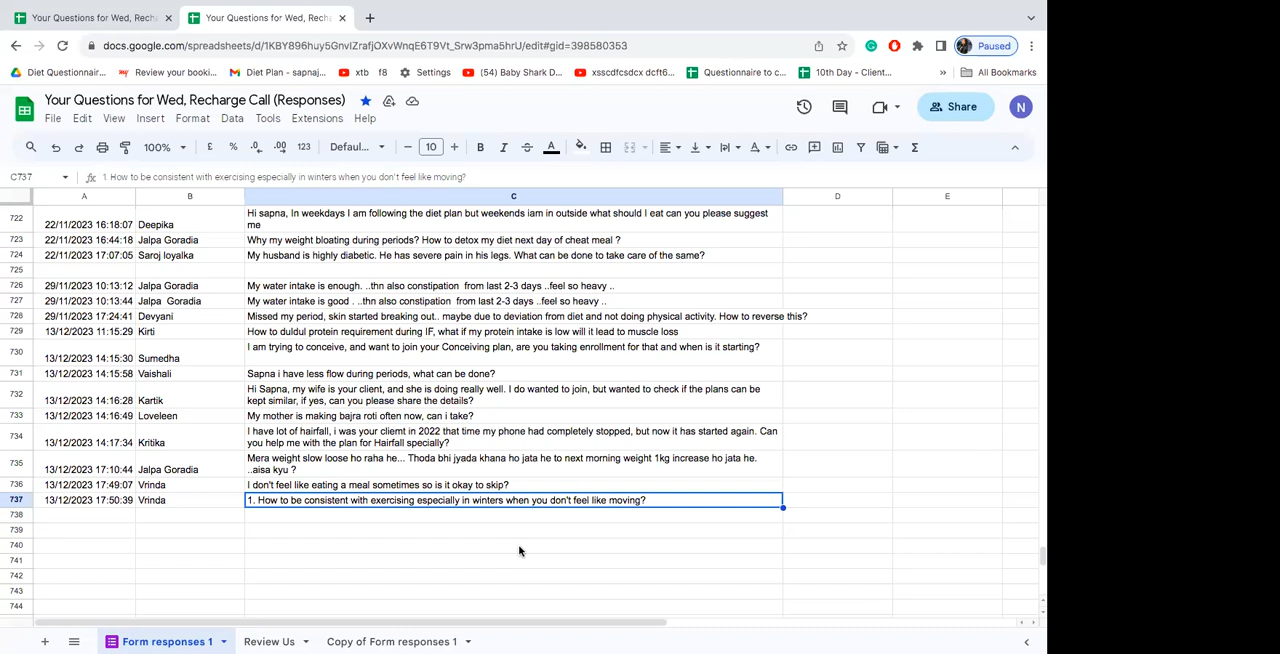 Your Questions for Wed, Recha
Your Questions for Wed, Recha
docs.google.com/spreadsheets/d/1KBY896huy5GnvIZrafjOXvWnqE6T9Vt_Srw3pma5hrU/edit#gid=398580353
Paused
Diet Questionnair...
Review your booki...
Diet Plan - sapnaj...
xtb
f8
Settings
(54) Baby Shark D...
xsscdfcsdcx dcft6...
Questionnaire to c...
10th Day - Client...
»
All Bookmarks
Your Questions for Wed, Recharge Call (Responses)
File Edit View Insert Format Data Tools Extensions Help
Share
N
100%
£
%
.0
.00
123
Defaul...
10
B
I
A
Σ
C737
fx
1. How to be consistent with exercising especially in winters when you don't feel like moving?
A B C D E
722 22/11/2023 16:18:07 Deepika Hi sapna, In weekdays I am following the diet plan but weekends iam in outside what should I eat can you please suggest
me
723 22/11/2023 16:44:18 Jalpa Goradia Why my weight bloating during periods? How to detox my diet next day of cheat meal ?
724 22/11/2023 17:07:05 Saroj loyalka My husband is highly diabetic. He has severe pain in his legs. What can be done to take care of the same?
725
726 29/11/2023 10:13:12 Jalpa Goradia My water intake is enough. ..thn also constipation from last 2-3 days ..feel so heavy ..
727 29/11/2023 10:13:44 Jalpa Goradia My water intake is good . ..thn also constipation from last 2-3 days ..feel so heavy ..
728 29/11/2023 17:24:41 Devyani Missed my period, skin started breaking out.. maybe due to deviation from diet and not doing physical activity. How to reverse this?
729 13/12/2023 11:15:29 Kirti How to duldul protein requirement during IF, what if my protein intake is low will it lead to muscle loss
730 13/12/2023 14:15:30 Sumedha I am trying to conceive, and want to join your Conceiving plan, are you taking enrollment for that and when is it starting?
731 13/12/2023 14:15:58 Vaishali Sapna i have less flow during periods, what can be done?
732 13/12/2023 14:16:28 Kartik Hi Sapna, my wife is your client, and she is doing really well. I do wanted to join, but wanted to check if the plans can be
kept similar, if yes, can you please share the details?
733 13/12/2023 14:16:49 Loveleen My mother is making bajra roti often now, can i take?
734 13/12/2023 14:17:34 Kritika I have lot of hairfall, i was your cliemt in 2022 that time my phone had completely stopped, but now it has started again. Can
you help me with the plan for Hairfall specially?
735 13/12/2023 17:10:44 Jalpa Goradia Mera weight slow loose ho raha he... Thoda bhi jyada khana ho jata he to next morning weight 1kg increase ho jata he.
..aisa kyu ?
736 13/12/2023 17:49:07 Vrinda I don't feel like eating a meal sometimes so is it okay to skip?
737 13/12/2023 17:50:39 Vrinda 1. How to be consistent with exercising especially in winters when you don't feel like moving?
738
739
740
741
742
743
744
Form responses 1
Review Us
Copy of Form responses 1